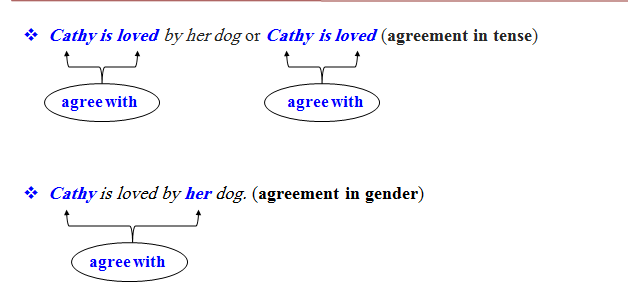 ❖ Cathy is loved by her dog or Cathy is loved (agreement in tense)
agree with agree with
❖ Cathy is loved by her dog. (agreement in gender)
agree with